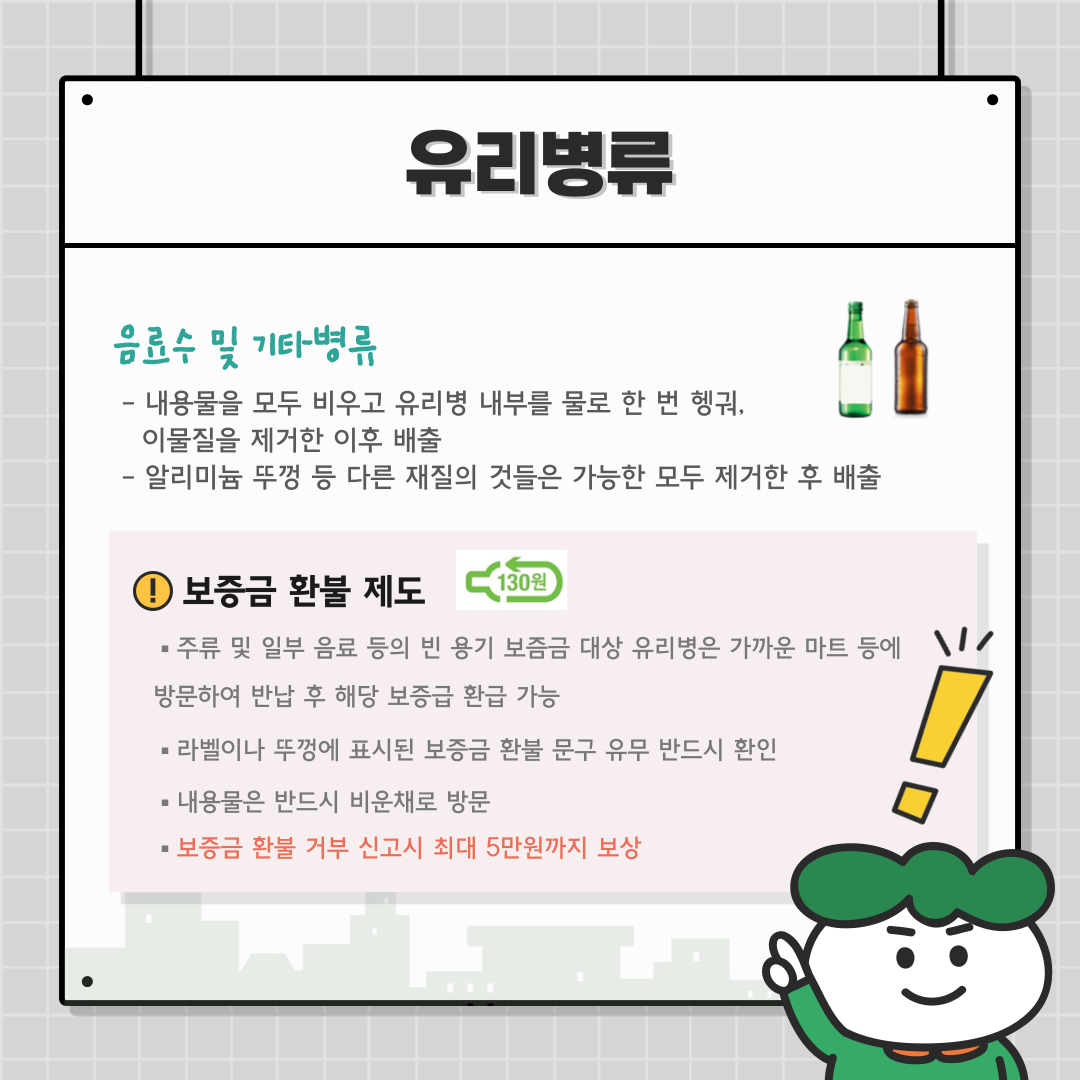 유리병류
음료수 및 기타병류
- 내용물을 모두 비우고 유리병 내부를 물로 한 번 헹궈,
이물질을 제거한 이후 배출
- 알리미늄 뚜껑 등 다른 재질의 것들은 가능한 모두 제거한 후 배출
! 보증금 환불 제도
130원
▪ 주류 및 일부 음료 등의 빈 용기 보즘금 대상 유리병은 가까운 마트 등에
방문하여 반납 후 해당 보증급 환급 가능
▪ 라벨이나 뚜껑에 표시된 보증금 환불 문구 유무 반드시 환인
▪ 내용물은 반드시 비운채로 방문
▪ 보증금 환불 거부 신고시 최대 5만원까지 보상